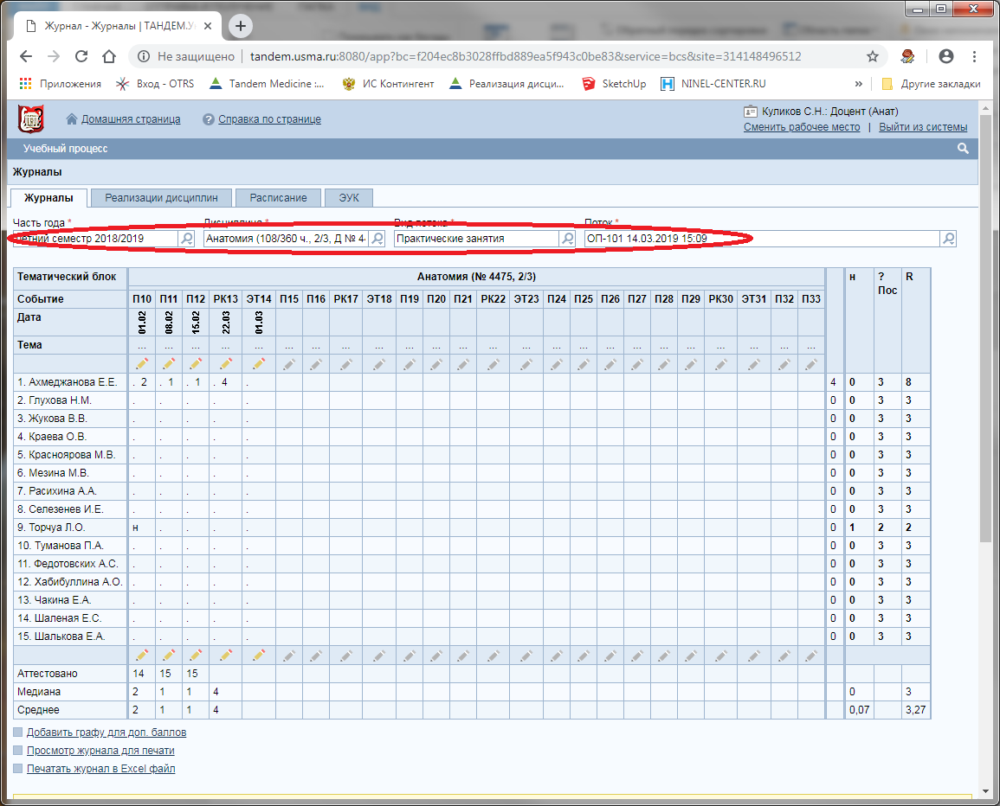 Журнал - Журналы | ТАНДЕМ.У
Не защищено | tandem.usma.ru:8080/app?bc=f204ec8b3028ffbd889ea5f943c0be83&service=bcs&site=314148496512
Приложения Вход - OTRS Tandem Medicine :... ИС Контингент Реализация дисци... SketchUp NINEL-CENTER.RU » Другие закладки
Домашняя страница Справка по странице Куликов С.Н.: Доцент (Анат)
Сменить рабочее место | Выйти из системы
Учебный процесс
Журналы
Журналы Реализации дисциплин Расписание ЭУК
Часть года * Дисциплина * Вид потока * Поток *
Летний семестр 2018/2019 Анатомия (108/360 ч., 2/3, Д № 4 Практические занятия ОП-101 14.03.2019 15:09
Тематический блок Анатомия (№ 4475, 2/3) н ? Пос R
Событие П10 П11 П12 РК13 ЭТ14 П15 П16 РК17 ЭТ18 П19 П20 П21 РК22 ЭТ23 П24 П25 П26 П27 П28 П29 РК30 ЭТ31 П32 П33
Дата 01.02 08.02 15.02 22.03 01.03
Тема ... ... ... ... ... ... ... ... ... ... ... ... ... ... ... ... ... ... ... ... ... ... ... ...
1. Ахмеджанова Е.Е. . 2 . 1 . 1 . 4 . 4 0 3 8
2. Глухова Н.М. . . . . . 0 0 3 3
3. Жукова В.В. . . . . . 0 0 3 3
4. Краева О.В. . . . . . 0 0 3 3
5. Красноярова М.В. . . . . . 0 0 3 3
6. Мезина М.В. . . . . . 0 0 3 3
7. Расихина А.А. . . . . . 0 0 3 3
8. Селезенев И.Е. . . . . . 0 0 3 3
9. Торчуа Л.О. н . . . . 0 1 2 2
10. Туманова П.А. . . . . . 0 0 3 3
11. Федотовских А.С. . . . . . 0 0 3 3
12. Хабибуллина А.О. . . . . . 0 0 3 3
13. Чакина Е.А. . . . . . 0 0 3 3
14. Шаленая Е.С. . . . . . 0 0 3 3
15. Шалькова Е.А. . . . . . 0 0 3 3
Аттестовано 14 15 15
Медиана 2 1 1 4 0 3
Среднее 2 1 1 4 0,07 3,27
Добавить графу для доп. баллов
Просмотр журнала для печати
Печатать журнал в Excel файл